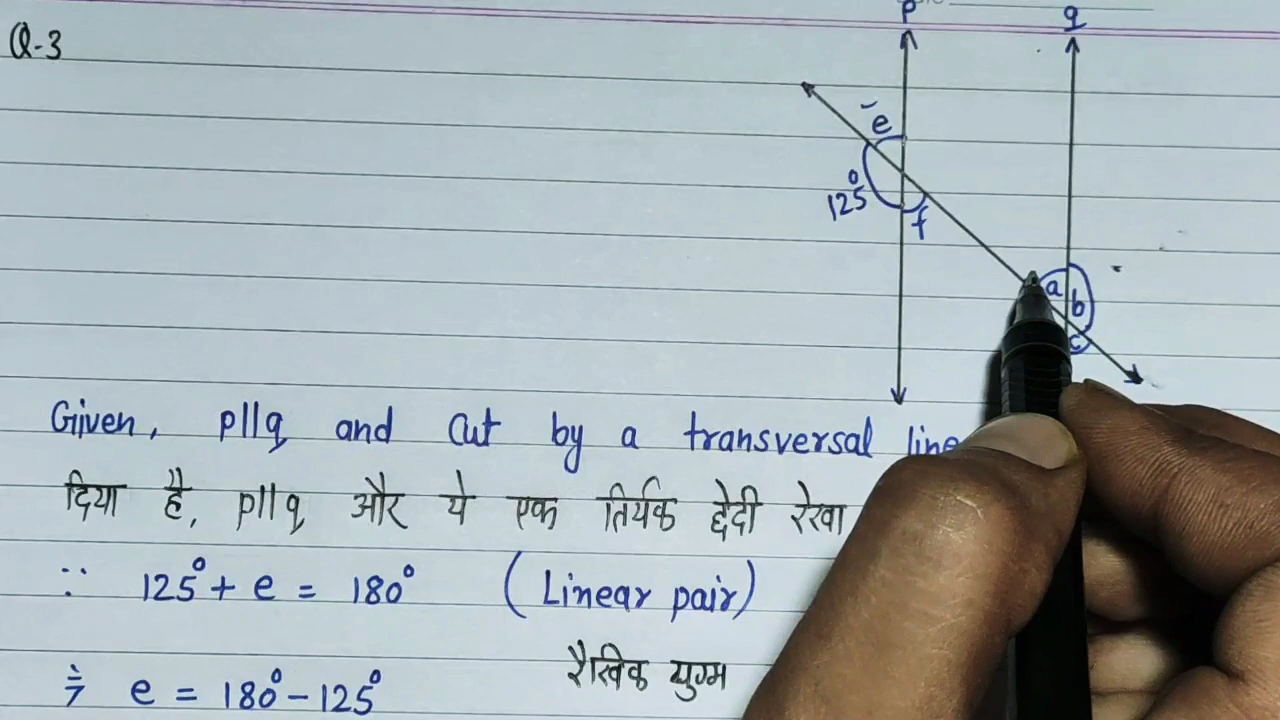 Q-3
p q
e
125°
f
a
b
c
Given, p||q and cut by a transversal line
दिया है, p||q और ये एक तिर्यक छेदी रेखा
∵ 125° + e = 180° (Linear pair)
रैखिक युग्म
e = 180° - 125°